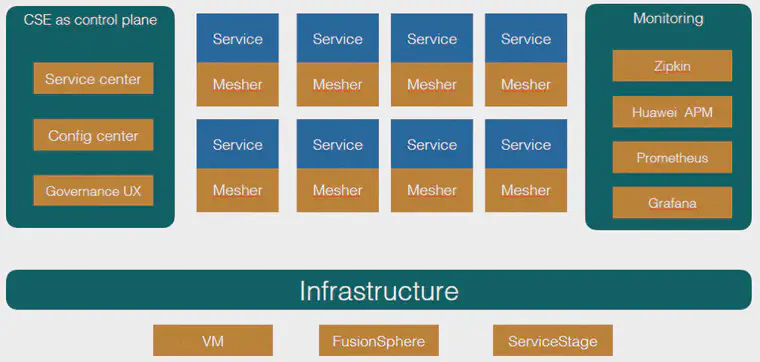 CSE as control plane
Service center
Config center
Governance UX
Service Service Service Service
Mesher Mesher Mesher Mesher
Service Service Service Service
Mesher Mesher Mesher Mesher
Monitoring
Zipkin
Huawei APM
Prometheus
Grafana
Infrastructure
VM FusionSphere ServiceStage